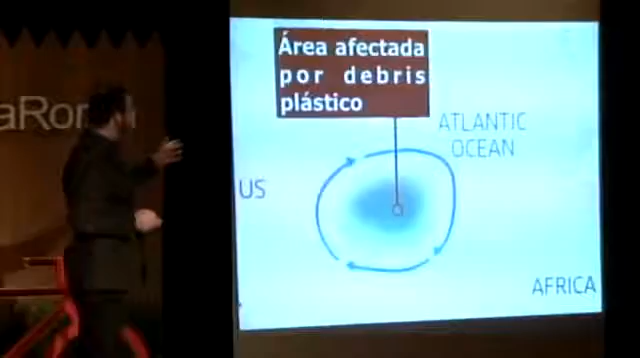 Área afectada
por debris
plástico
ATLANTIC
OCEAN
US
AFRICA